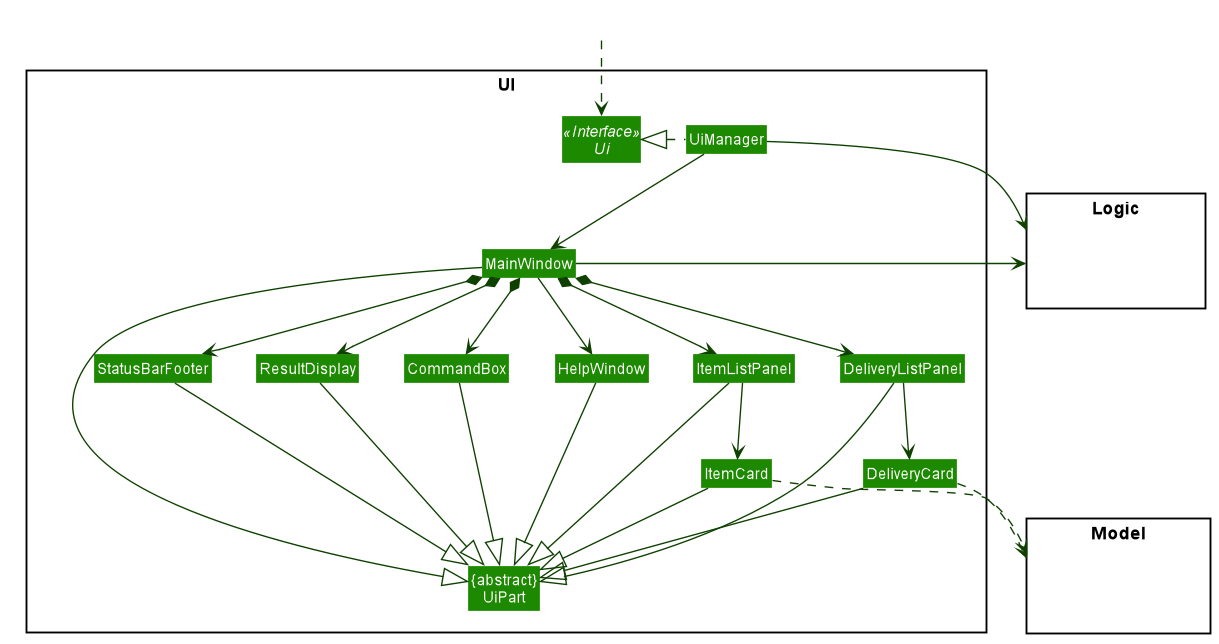 UI
«Interface»
Ui
UiManager
Logic
MainWindow
StatusBarFooter
ResultDisplay
CommandBox
HelpWindow
ItemListPanel
DeliveryListPanel
ItemCard
DeliveryCard
Model
{abstract}
UiPart